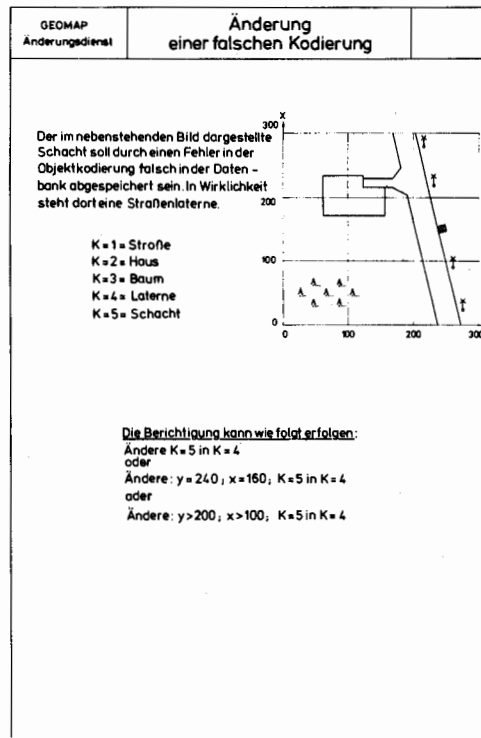 GEOMAP
Änderungsdienst
Änderung
einer falschen Kodierung
Der im nebenstehenden Bild dargestellte
Schacht soll durch einen Fehler in der
Objektkodierung falsch in der Daten-
bank abgespeichert sein. In Wirklichkeit
steht dort eine Straßenlaterne.
K=1= Straße
K=2= Haus
K=3= Baum
K=4= Laterne
K=5= Schacht
X
300
200
100
0
0
100
200
300
Die Berichtigung kann wie folgt erfolgen:
Ändere K=5 in K=4
oder
Ändere: y=240; x=160; K=5 in K=4
oder
Ändere: y>200; x>100; K=5 in K=4